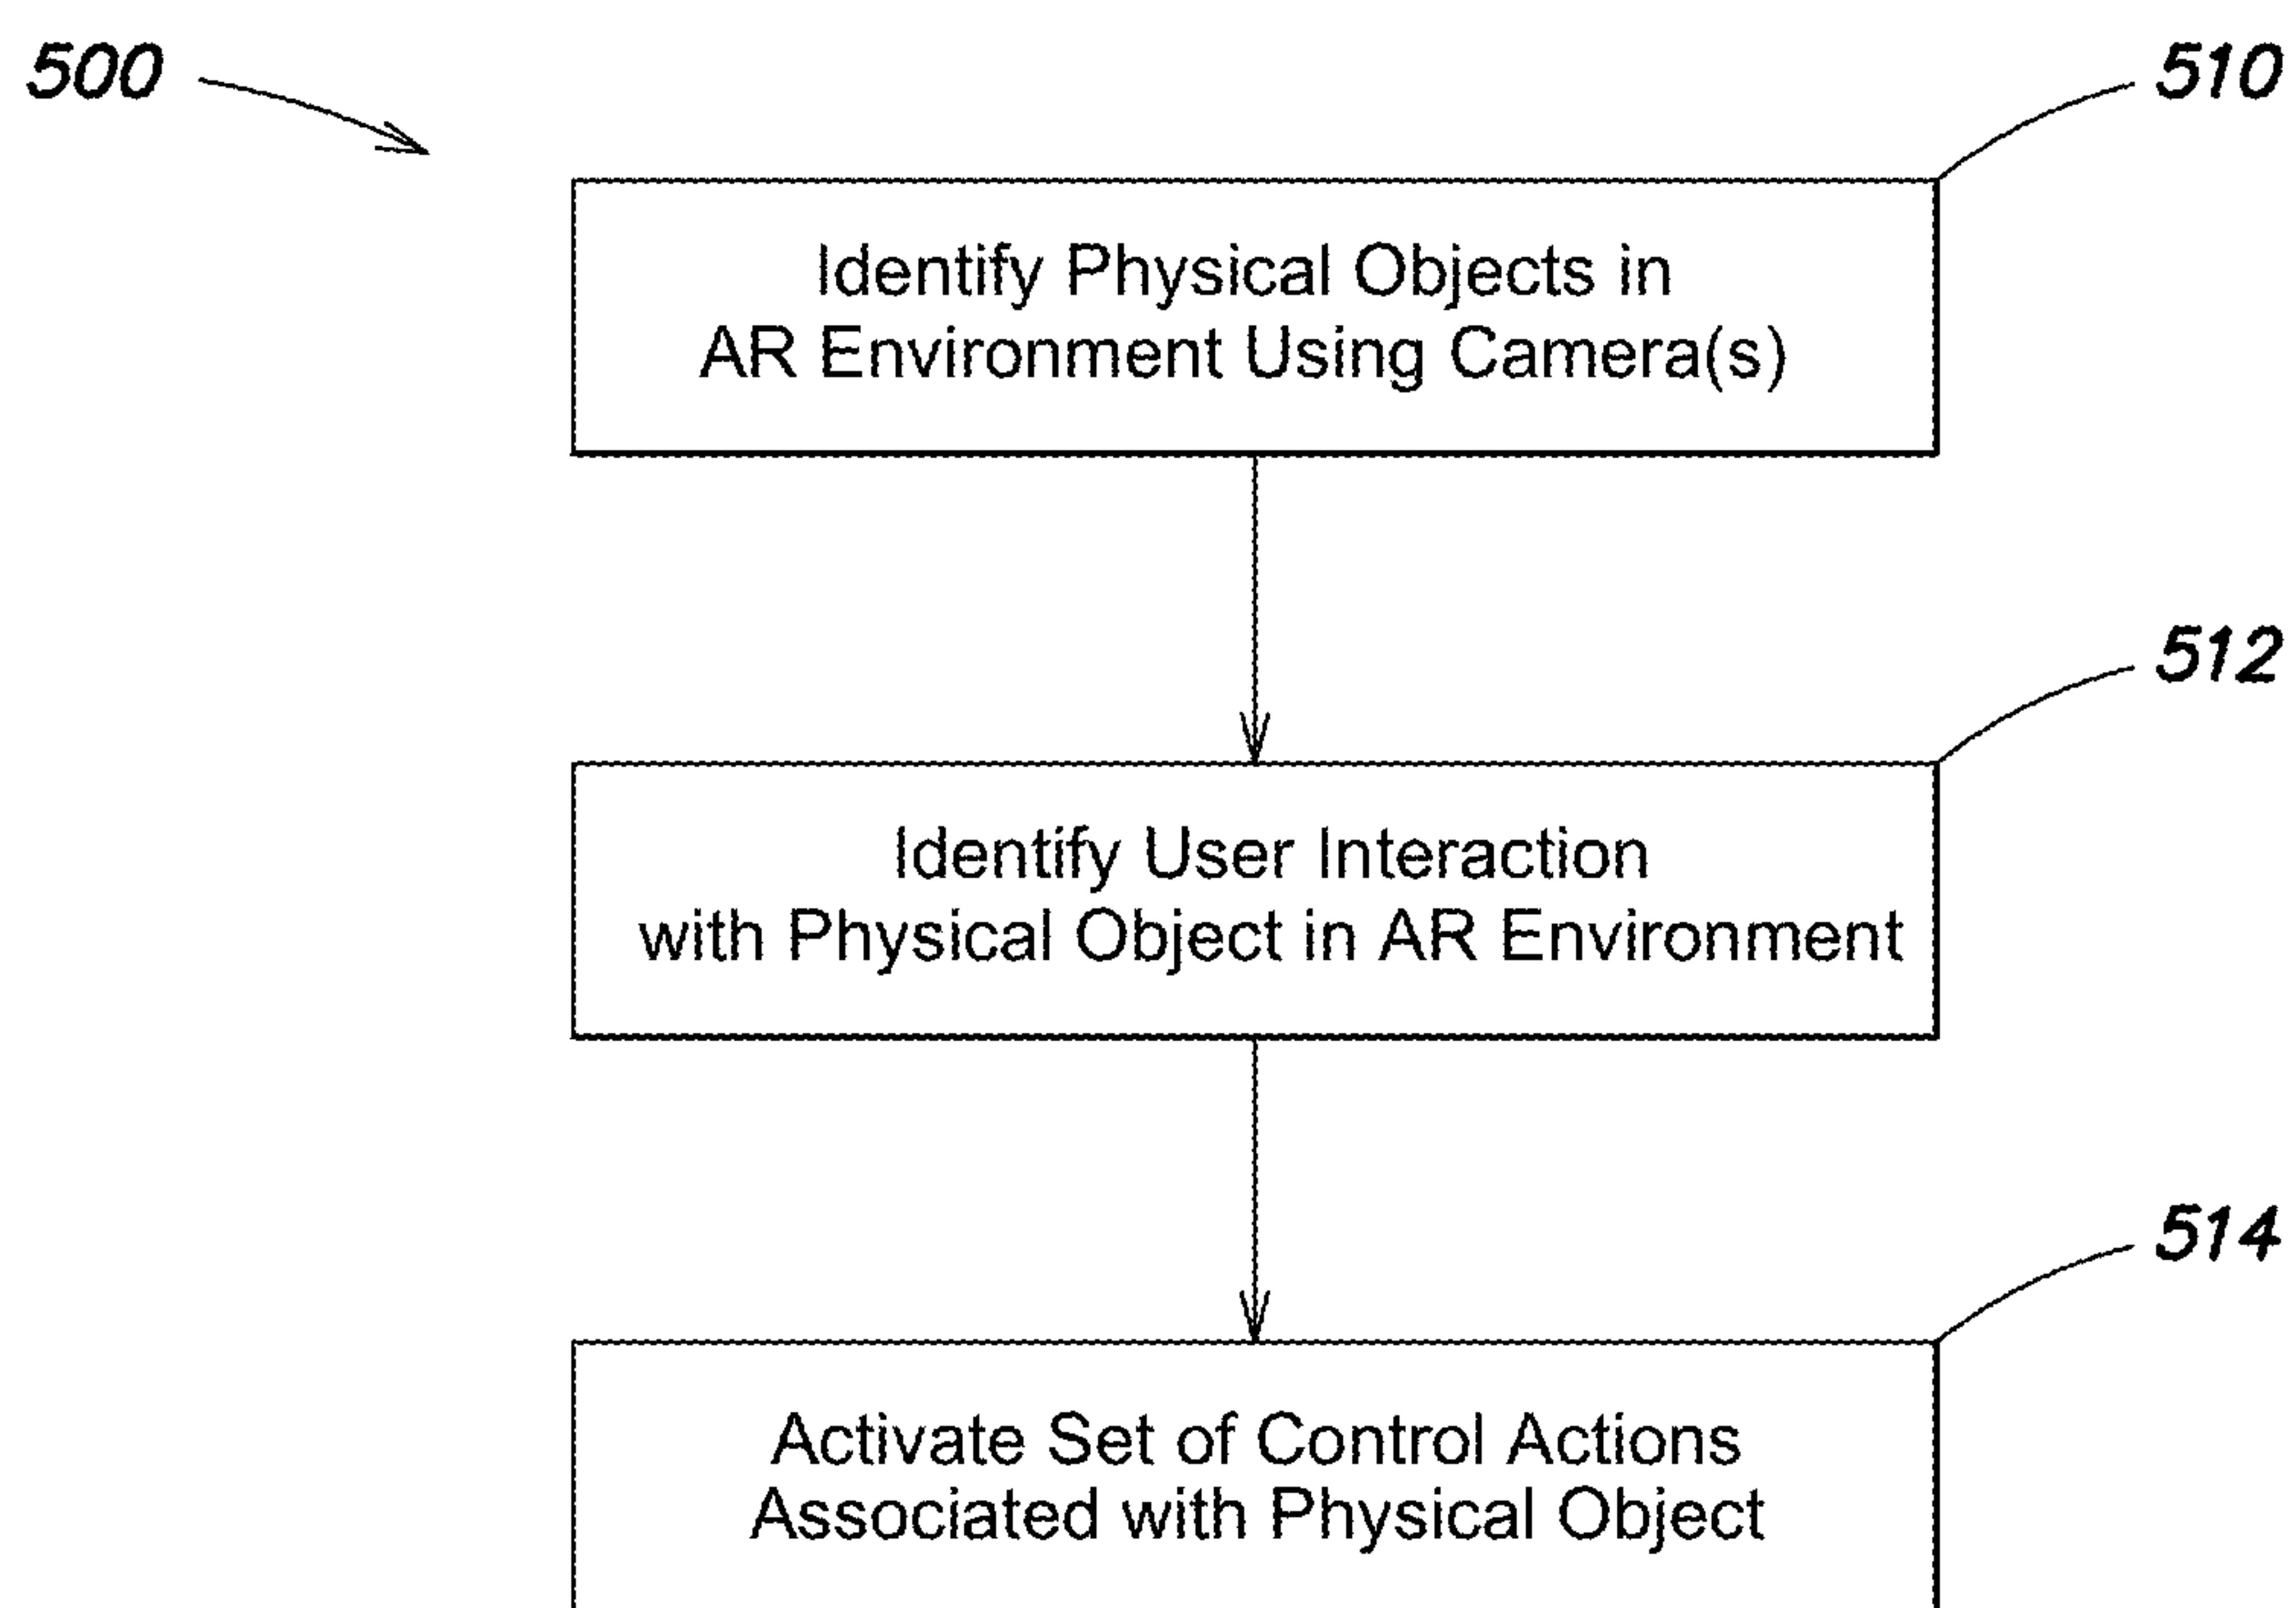 500
510
Identify Physical Objects in
AR Environment Using Camera(s)
512
Identify User Interaction
with Physical Object in AR Environment
514
Activate Set of Control Actions
Associated with Physical Object